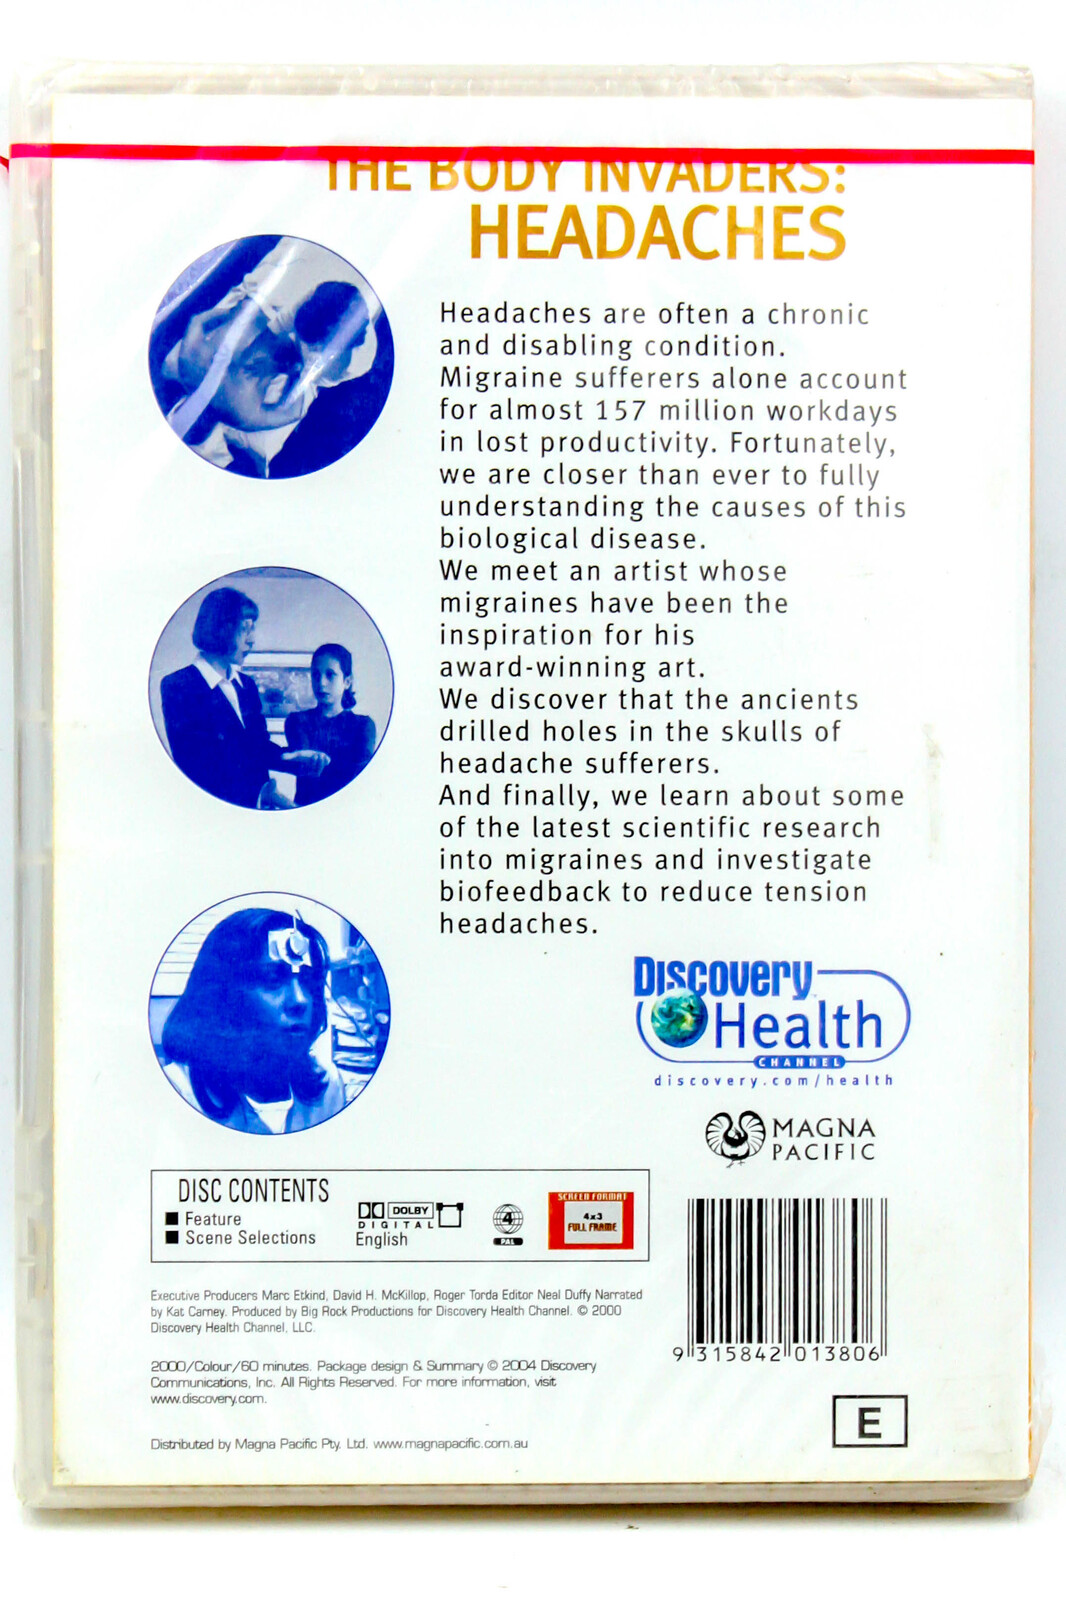 THE BODY INVADERS:
HEADACHES
Headaches are often a chronic
and disabling condition.
Migraine sufferers alone account
for almost 157 million workdays
in lost productivity. Fortunately,
we are closer than ever to fully
understanding the causes of this
biological disease.
We meet an artist whose
migraines have been the
inspiration for his
award-winning art.
We discover that the ancients
drilled holes in the skulls of
headache sufferers.
And finally, we learn about some
of the latest scientific research
into migraines and investigate
biofeedback to reduce tension
headaches.
DISCOVERY
Health
CHANNEL
discovery.com/health
MAGNA
PACIFIC
DISC CONTENTS
Feature
Scene Selections
DOLBY
DIGITAL
English
4
PAL
SCREEN FORMAT
4x3
FULL FRAME
Executive Producers Marc Etkind, David H. McKillop, Roger Torda Editor Neal Duffy Narrated
by Kat Carney. Produced by Big Rock Productions for Discovery Health Channel. © 2000
Discovery Health Channel, LLC.
2000/Colour/60 minutes. Package design & Summary © 2004 Discovery
Communications, Inc. All Rights Reserved. For more information, visit
www.discovery.com.
Distributed by Magna Pacific Pty. Ltd. www.magnapacific.com.au
9 315842 013806
E